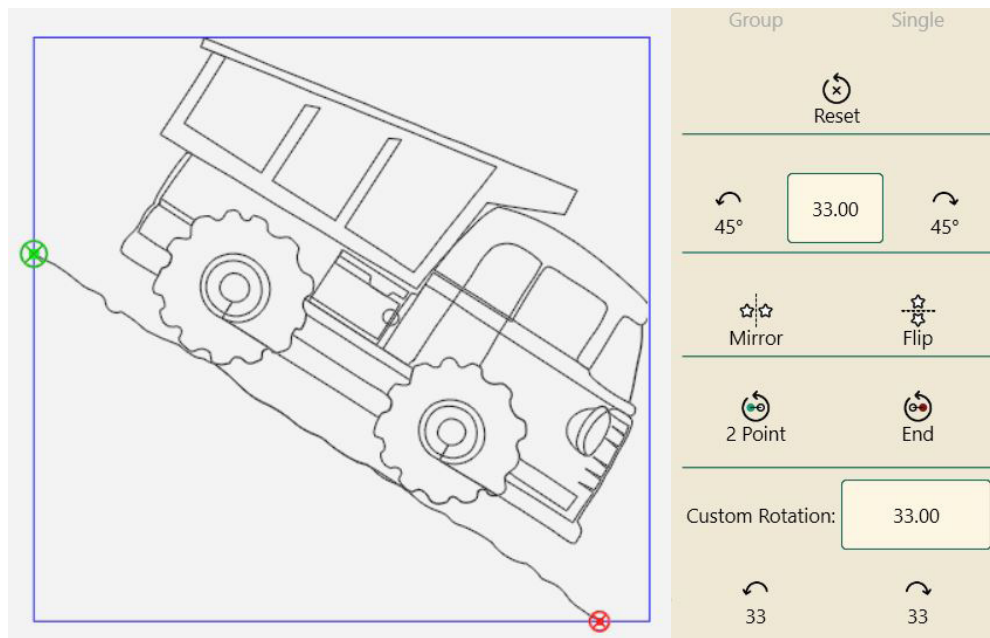 Group Single
Reset
45° 33.00 45°
Mirror Flip
2 Point End
Custom Rotation: 33.00
33 33